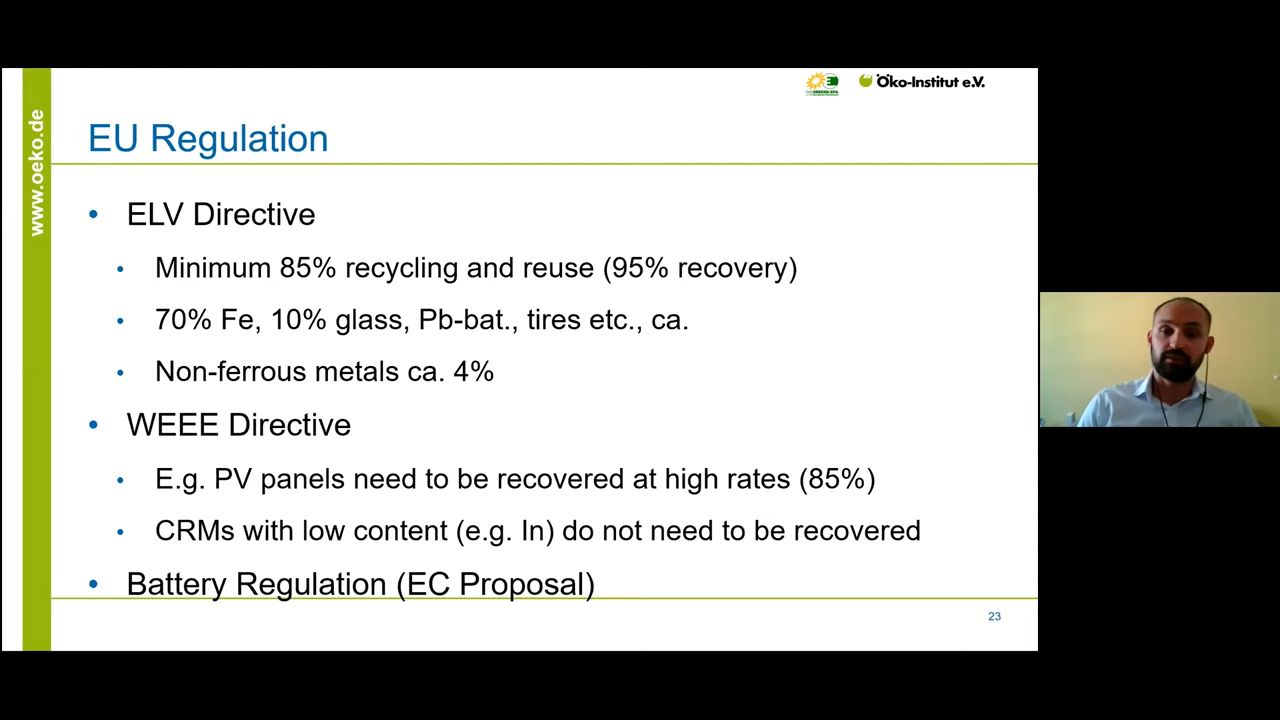 Öko-Institut e.V.
www.oeko.de
EU Regulation
• ELV Directive
• Minimum 85% recycling and reuse (95% recovery)
• 70% Fe, 10% glass, Pb-bat., tires etc., ca.
• Non-ferrous metals ca. 4%
• WEEE Directive
• E.g. PV panels need to be recovered at high rates (85%)
• CRMs with low content (e.g. In) do not need to be recovered
• Battery Regulation (EC Proposal)
23